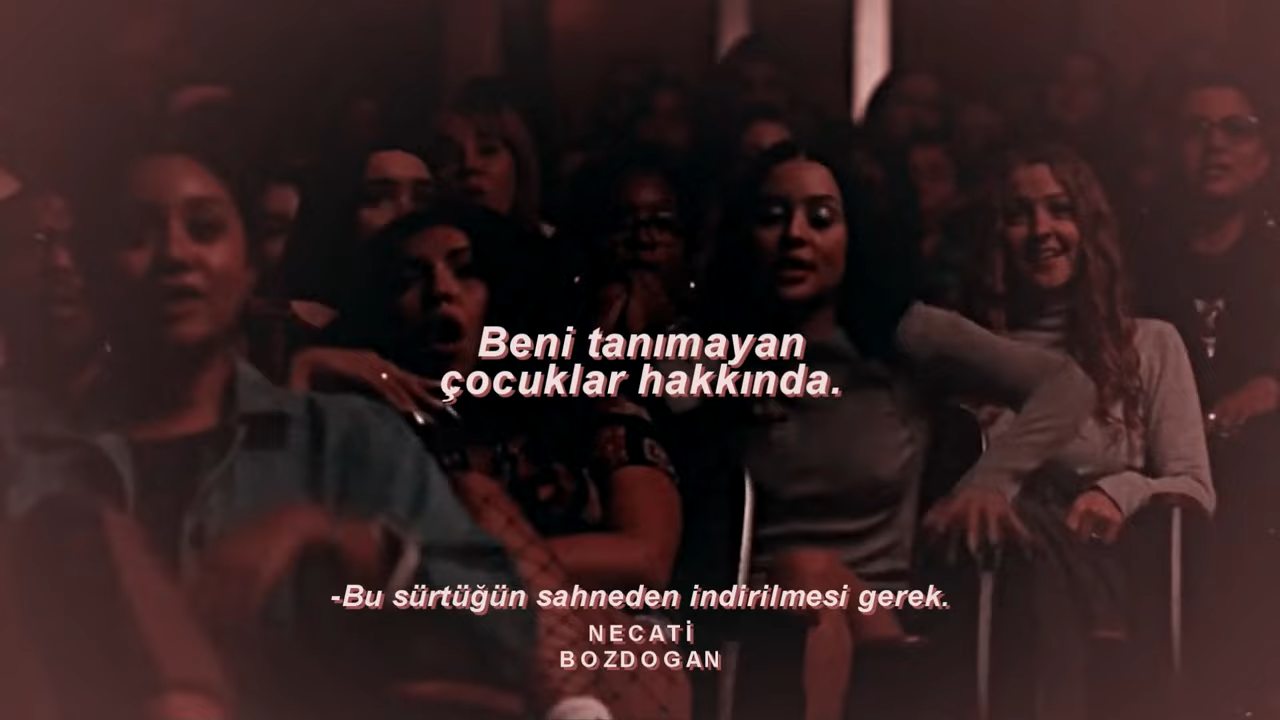 Beni tanımayan
çocuklar hakkında.
-Bu sürtüğün sahneden indirilmesi gerek.
NECATİ
BOZDOGAN